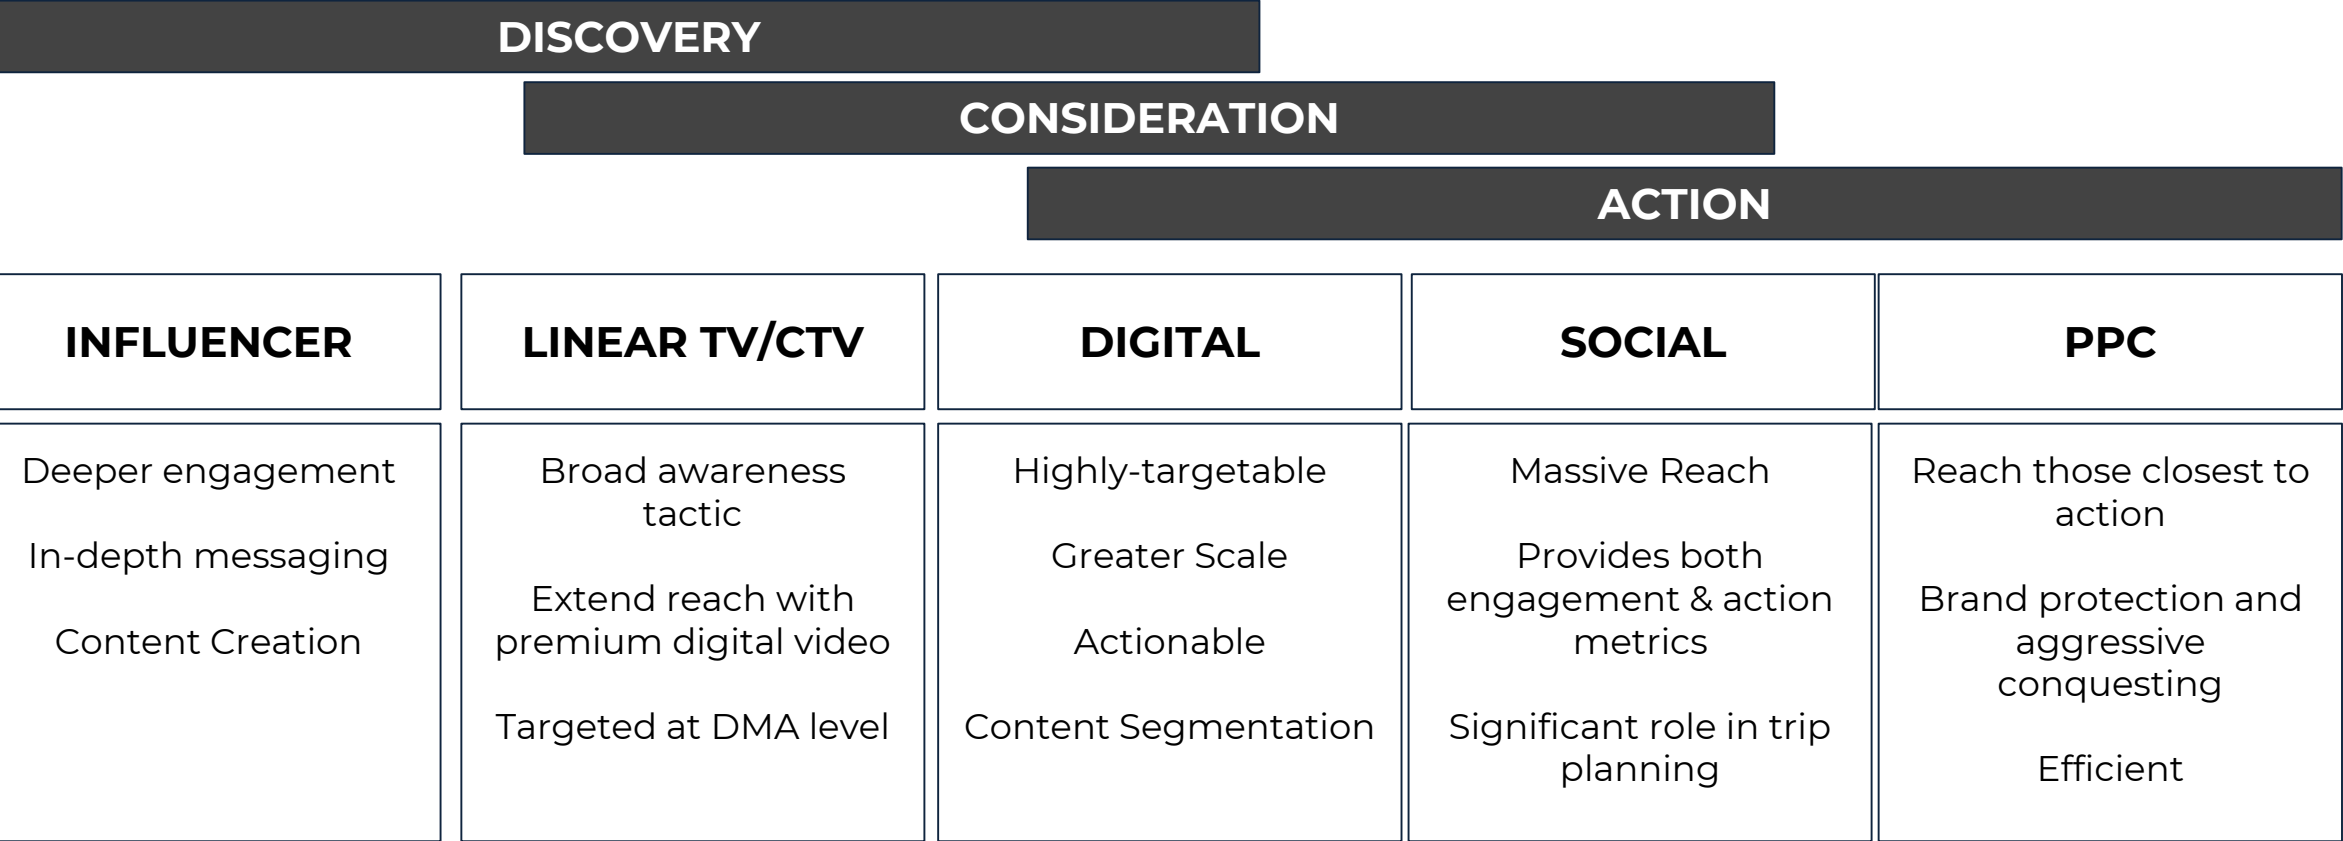 DISCOVERY
CONSIDERATION
ACTION
INFLUENCER
LINEAR TV/CTV
DIGITAL
SOCIAL
PPC
Deeper engagement
In-depth messaging
Content Creation
Broad awareness
tactic
Extend reach with
premium digital video
Targeted at DMA level
Highly-targetable
Greater Scale
Actionable
Content Segmentation
Massive Reach
Provides both
engagement & action
metrics
Significant role in trip
planning
Reach those closest to
action
Brand protection and
aggressive
conquesting
Efficient